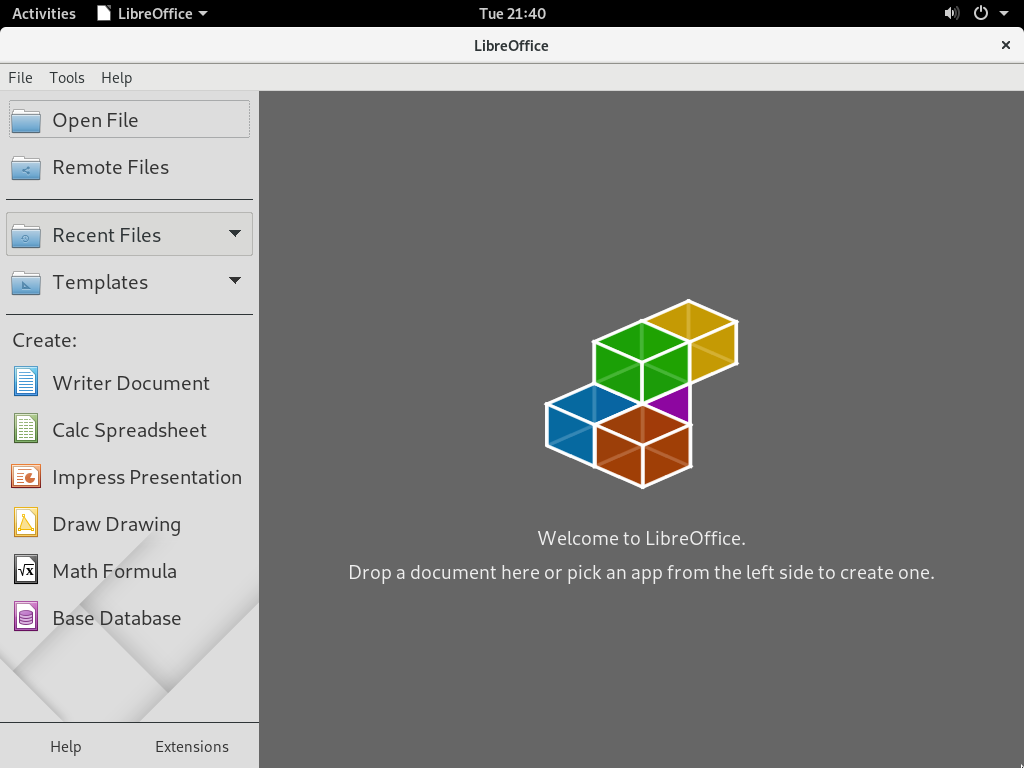 Activities LibreOffice Tue 21:40
LibreOffice
File Tools Help
Open File
Remote Files
Recent Files
Templates
Create:
Writer Document
Calc Spreadsheet
Impress Presentation
Draw Drawing
√x Math Formula
Base Database
Welcome to LibreOffice.
Drop a document here or pick an app from the left side to create one.
Help Extensions